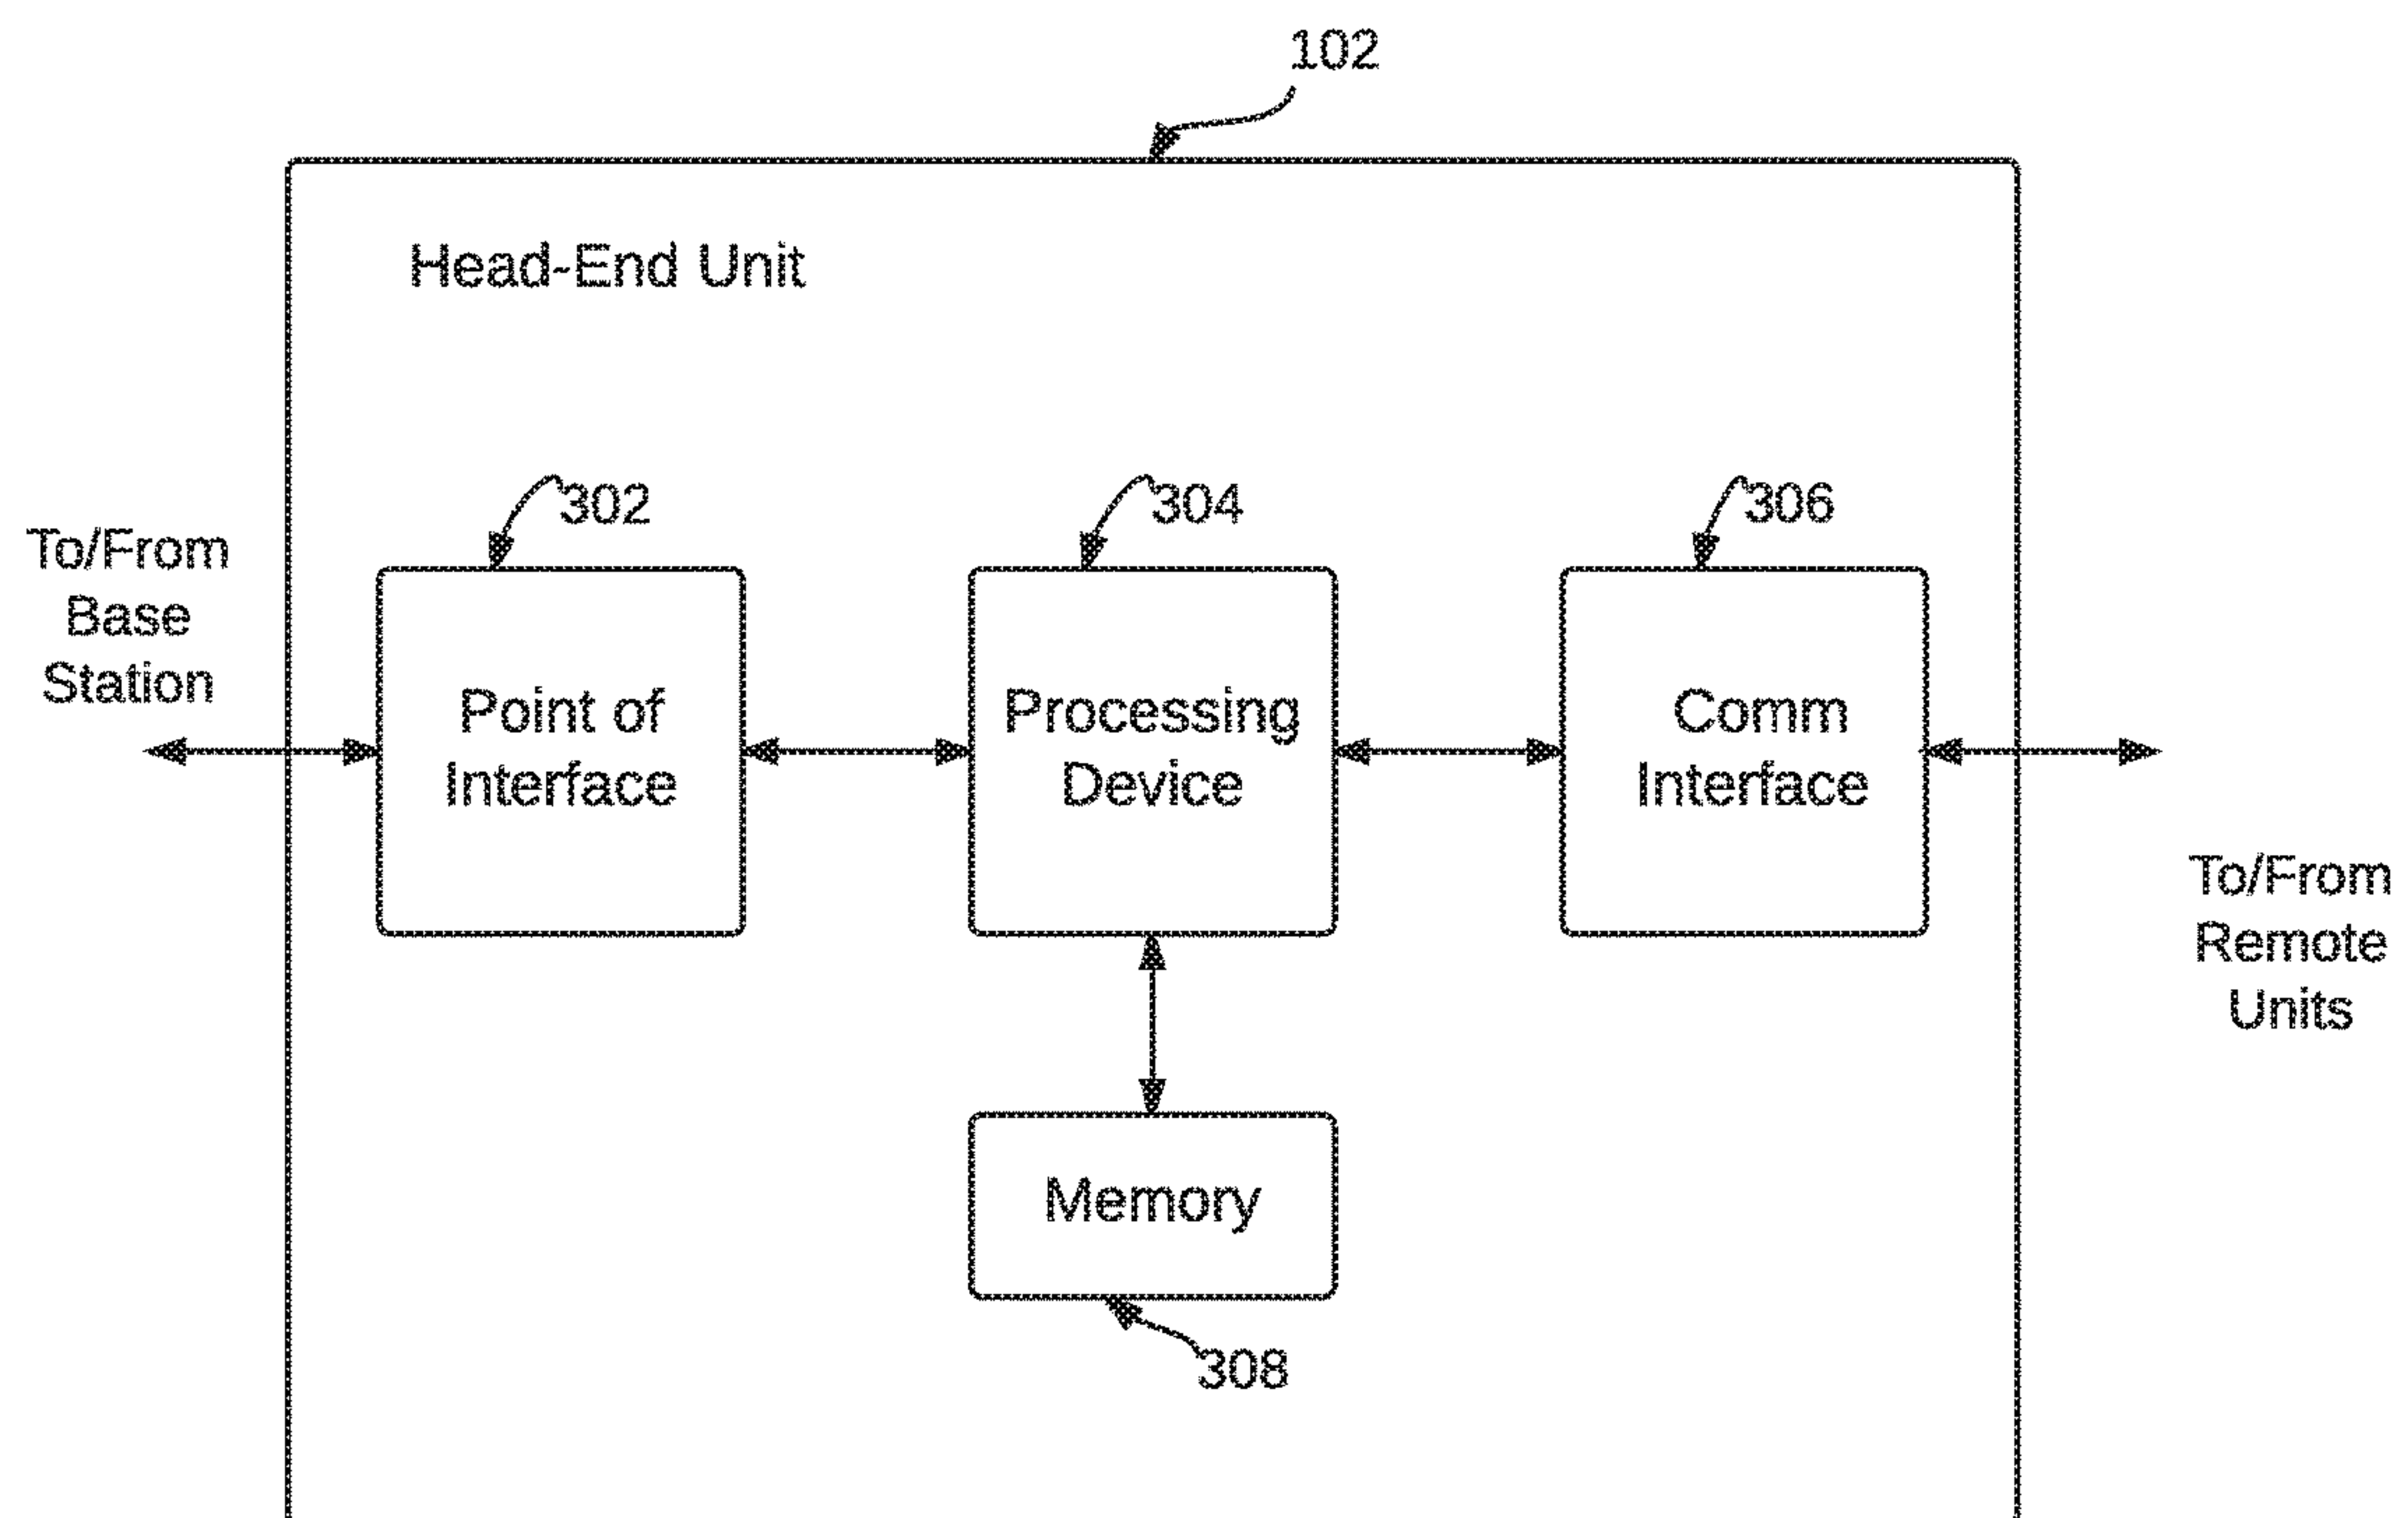 102
Head-End Unit
302
304
306
To/From
Base
Station
Point of
Interface
Processing
Device
Comm
Interface
To/From
Remote
Units
Memory
308